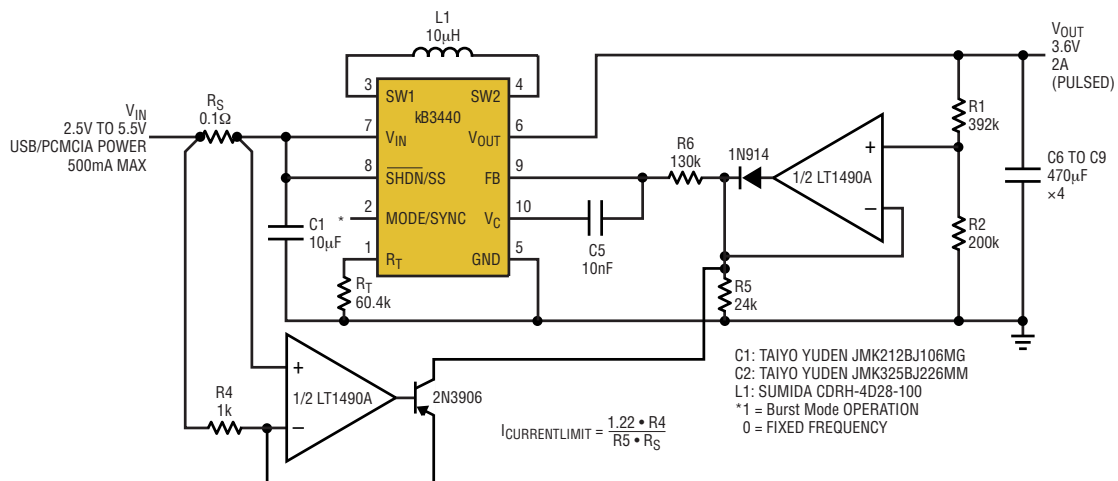 L1
10µH
VOUT
3.6V
2A
(PULSED)
3
4
SW1
SW2
kB3440
VIN
2.5V TO 5.5V
USB/PCMCIA POWER
500mA MAX
RS
0.1Ω
7
VIN
VOUT
6
R1
392k
8
SHDN/SS
FB
9
R6
130k
1N914
+
1/2 LT1490A
–
C6 TO C9
470µF
×4
*
2
MODE/SYNC
VC
10
C1
10µF
C5
10nF
R2
200k
1
RT
GND
5
RT
60.4k
R5
24k
+
1/2 LT1490A
–
2N3906
R4
1k
ICURRENTLIMIT = 1.22 • R4
R5 • RS
C1: TAIYO YUDEN JMK212BJ106MG
C2: TAIYO YUDEN JMK325BJ226MM
L1: SUMIDA CDRH-4D28-100
*1 = Burst Mode OPERATION
0 = FIXED FREQUENCY